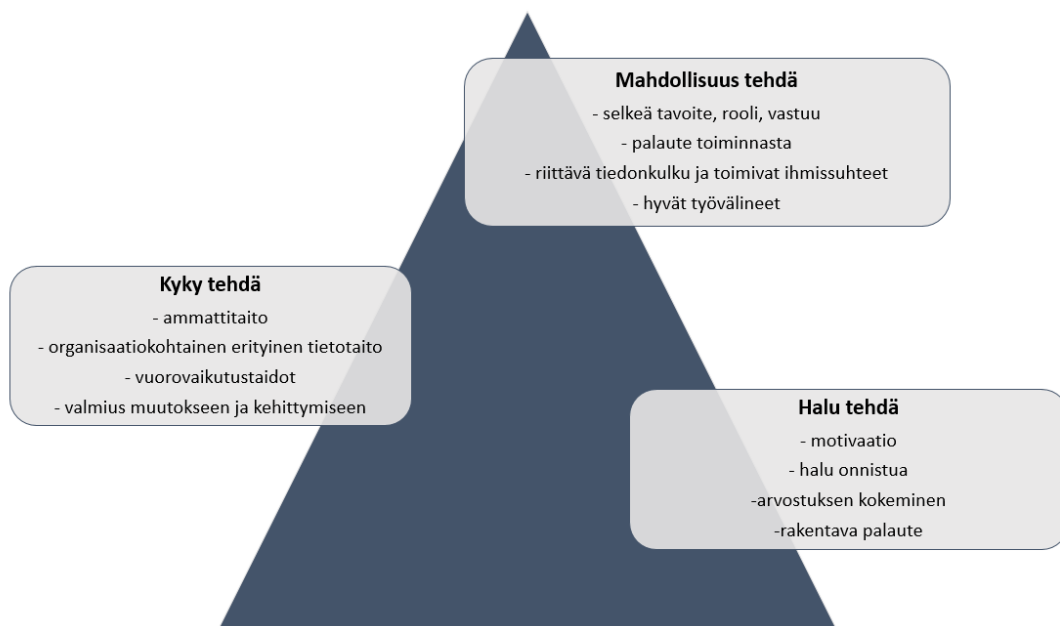 Mahdollisuus tehdä
- selkeä tavoite, rooli, vastuu
- palaute toiminnasta
- riittävä tiedonkulku ja toimivat ihmissuhteet
- hyvät työvälineet
Kyky tehdä
- ammattitaito
- organisaatiokohtainen erityinen tietotaito
- vuorovaikutustaidot
- valmius muutokseen ja kehittymiseen
Halu tehdä
- motivaatio
- halu onnistua
-arvostuksen kokeminen
-rakentava palaute